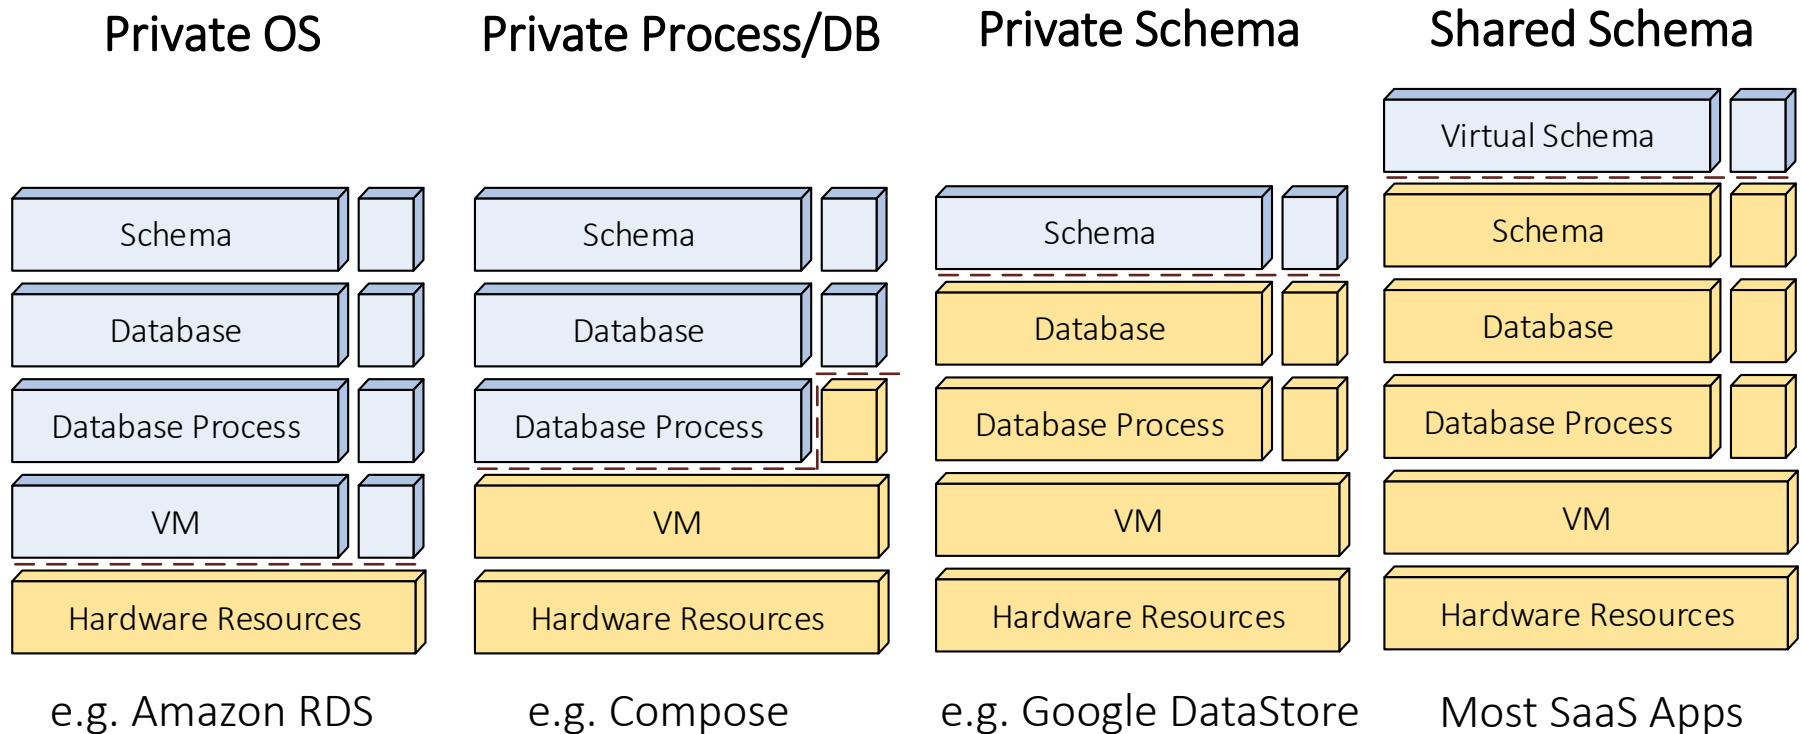 Private OS
Private Process/DB
Private Schema
Shared Schema
Schema
Database
Database Process
VM
Hardware Resources
e.g. Amazon RDS
Schema
Database
Database Process
VM
Hardware Resources
e.g. Compose
Schema
Database
Database Process
VM
Hardware Resources
e.g. Google DataStore
Virtual Schema
Schema
Database
Database Process
VM
Hardware Resources
Most SaaS Apps